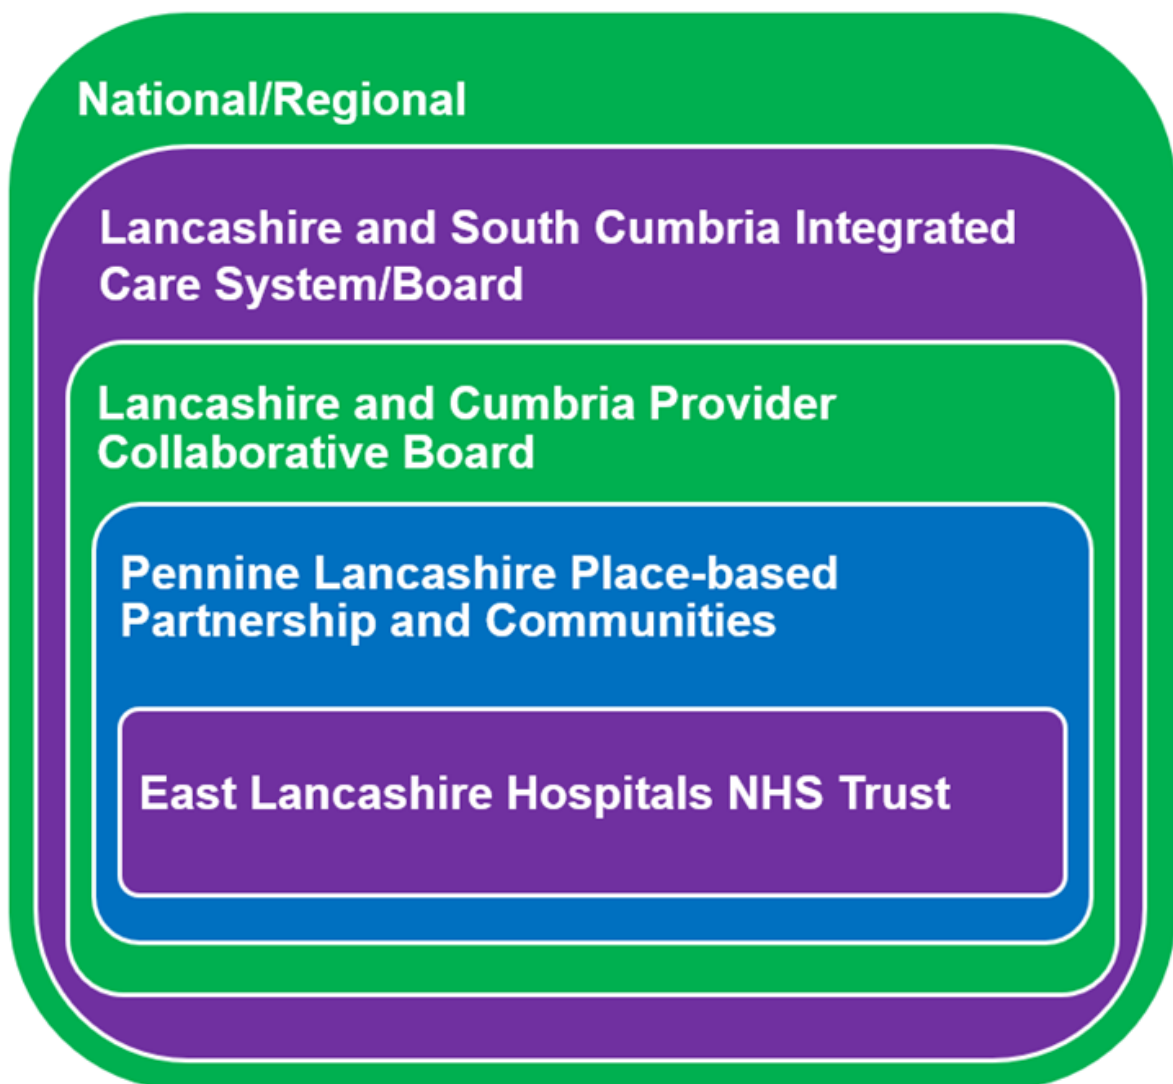 National/Regional
Lancashire and South Cumbria Integrated
Care System/Board
Lancashire and Cumbria Provider
Collaborative Board
Pennine Lancashire Place-based
Partnership and Communities
East Lancashire Hospitals NHS Trust